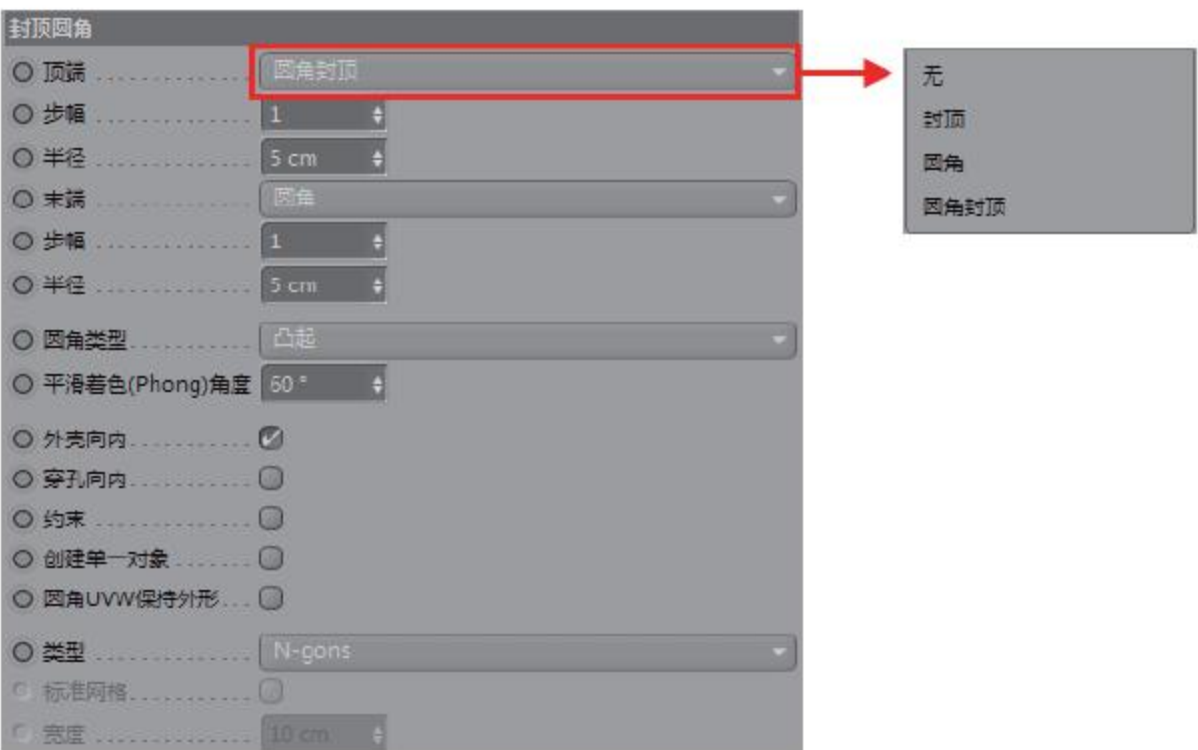 封顶圆角
顶端 圆角封顶
步幅 1
半径 5 cm
末端 圆角
步幅 1
半径 5 cm
圆角类型 凸起
平滑着色(Phong)角度 60 °
外壳向内
穿孔向内
约束
创建单一对象
圆角UVW保持外形
类型 N-gons
标准网格
宽度 10 cm
无
封顶
圆角
圆角封顶